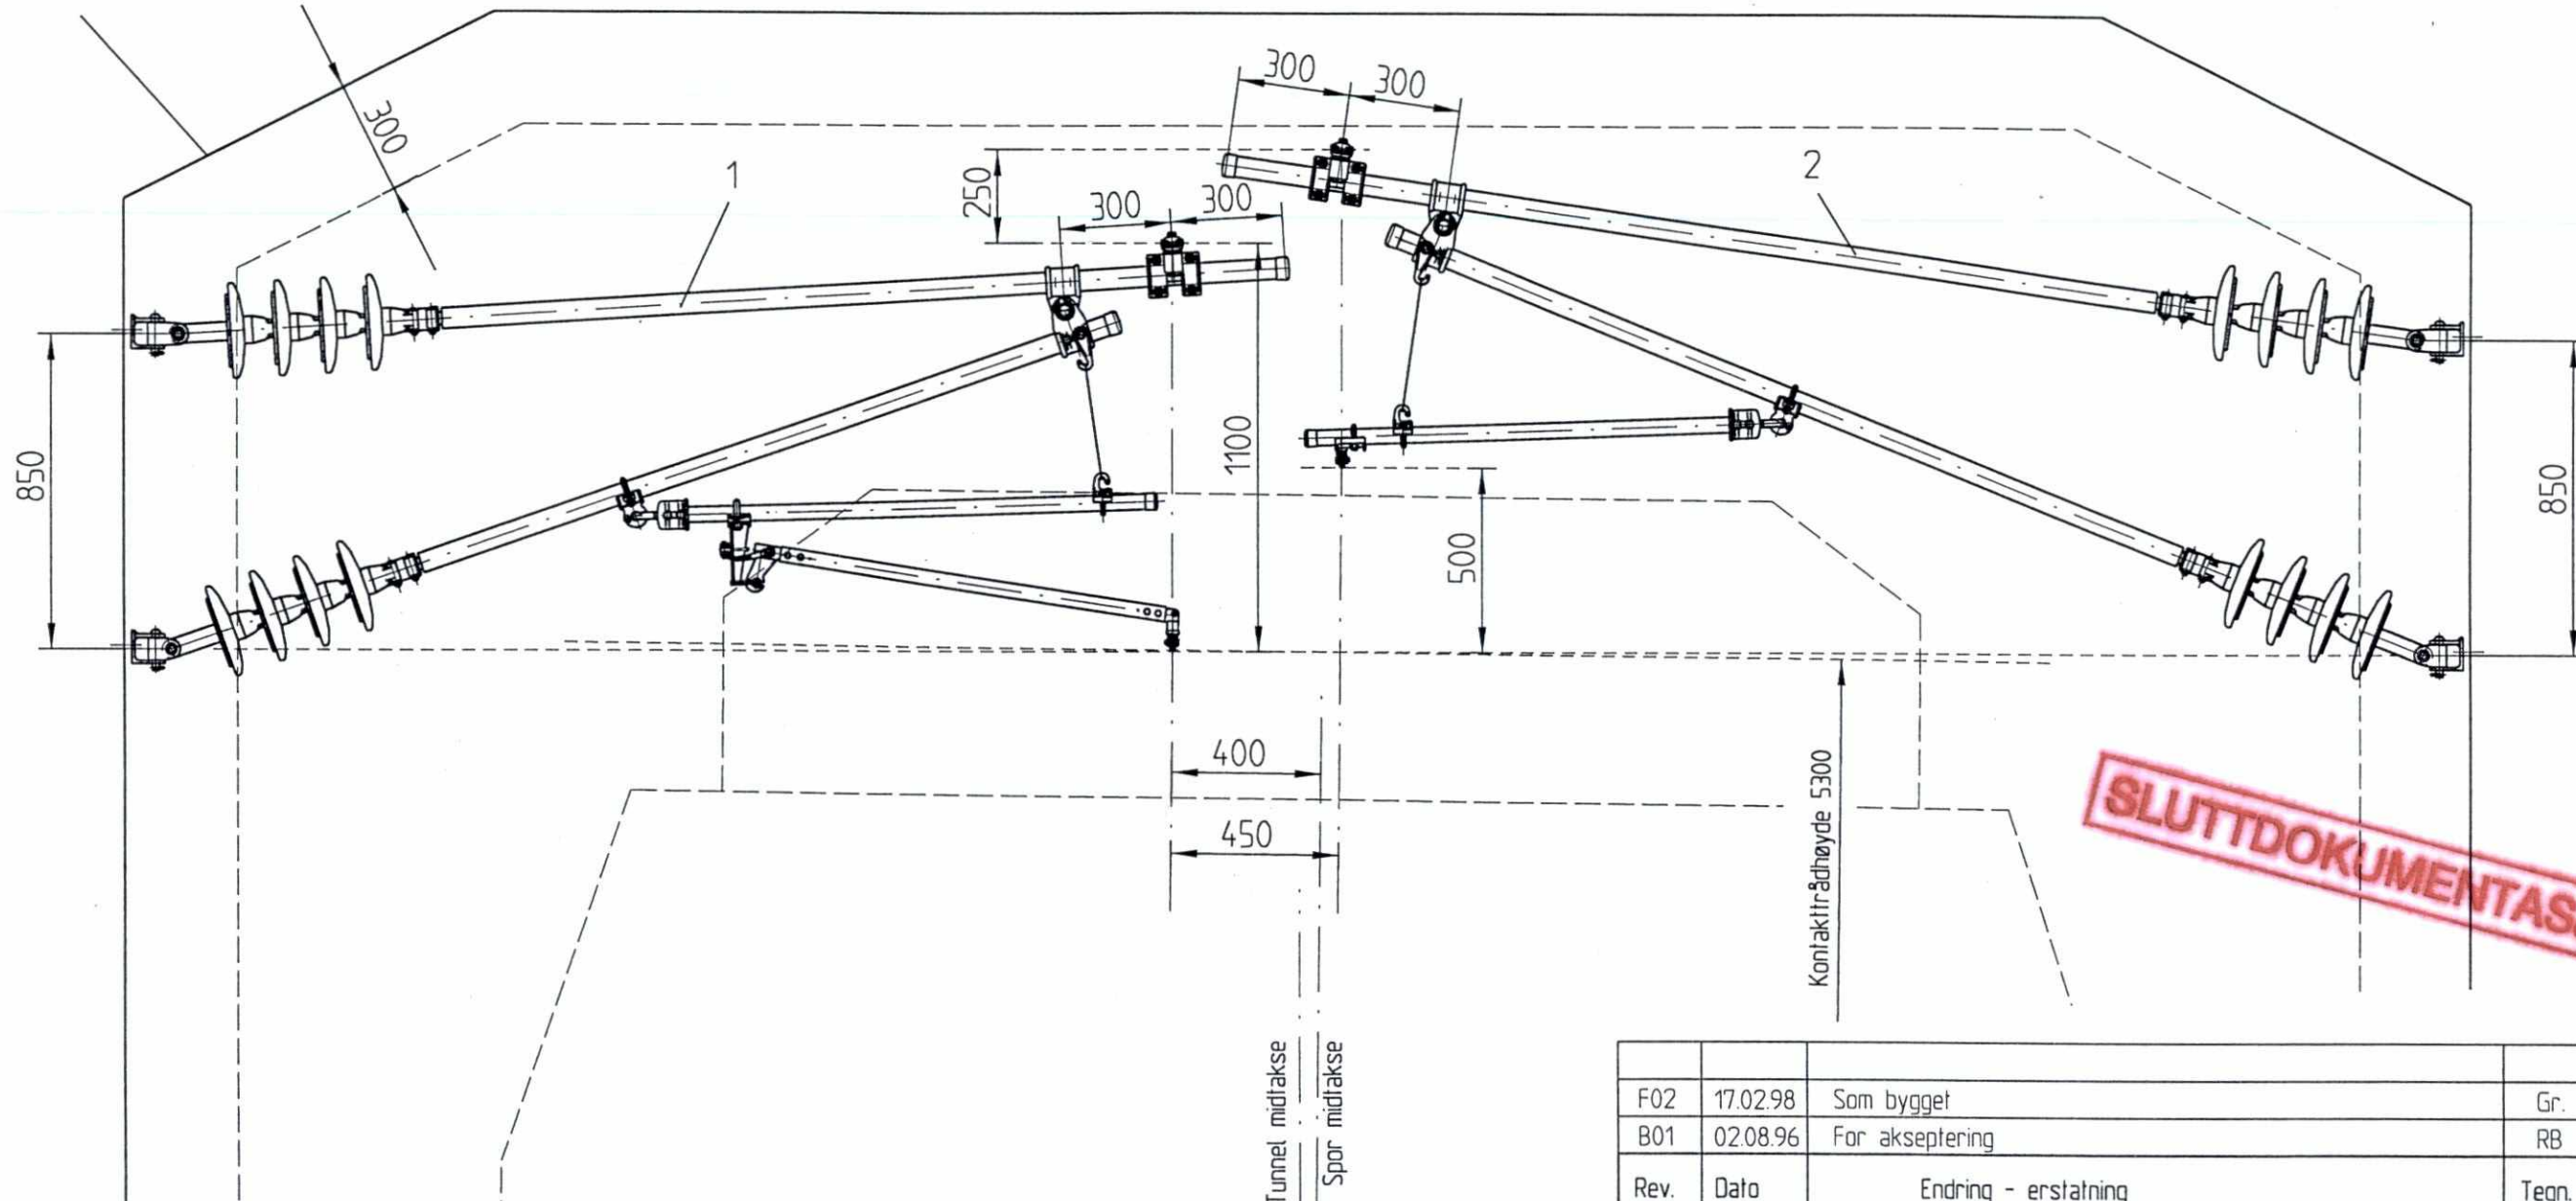 300
300
300
1
2
250
300
300
850
1100
500
850
400
450
Kontakttrådhøyde 5300
Tunnel midtakse
Spor midtakse
F02 17.02.98 Som bygget Gr.
B01 02.08.96 For akseptering RB
Rev. Dato Endring - erstatning Tegn.